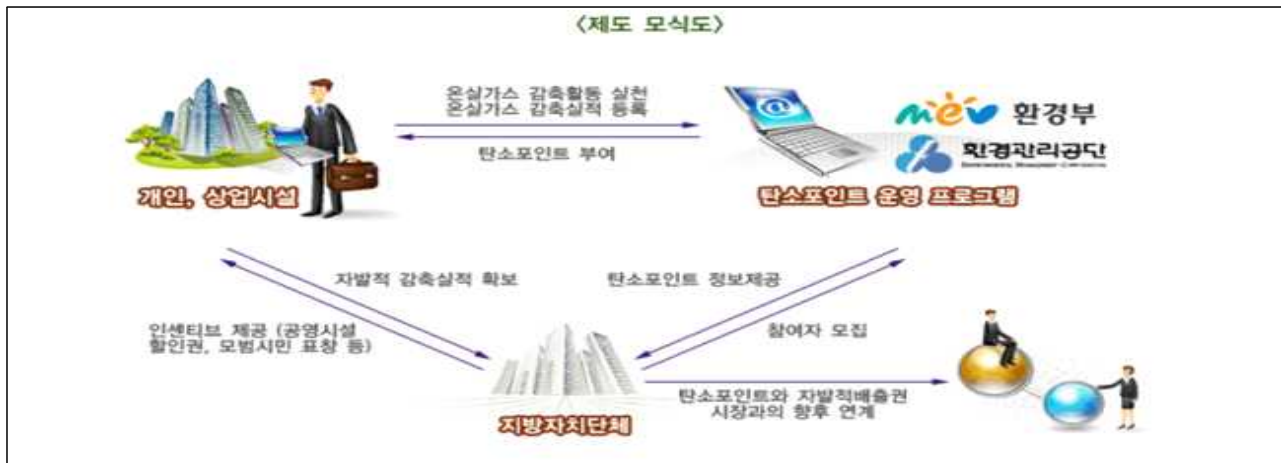 <제도 모식도>
온실가스 감축활동 실천
온실가스 감축실적 등록
탄소포인트 부여
mev 환경부
환경관리공단
개인, 상업시설
탄소포인트 운영 프로그램
자발적 감축실적 확보
탄소포인트 정보제공
인센티브 제공 (공영시설
할인권, 모범시민 표창 등)
참여자 모집
지방자치단체
탄소포인트와 자발적배출권
시장과의 향후 연계